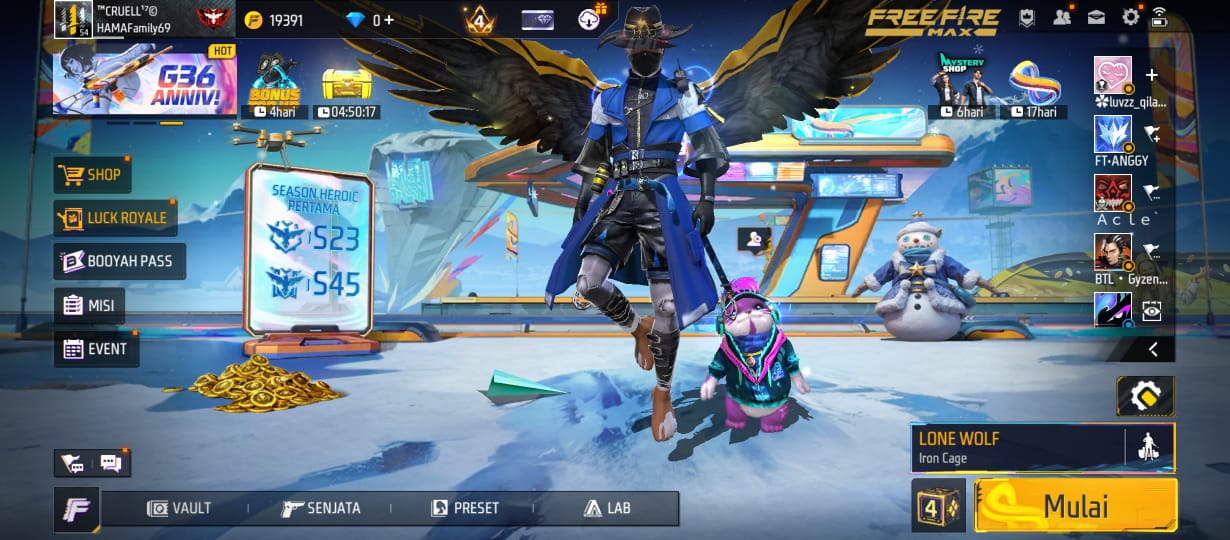 ™CRUELL¹⁷©
HAMAFamily69
54
19391
0+
4
FREE FIRE
MAX
HOT
G36
ANNIV!
BONUS
4hari
04:50:17
MYSTERY
SHOP
6hari
17hari
luvzz_qila...
FT•ANGGY
A c l e `
BTL • Gyzen...
SHOP
LUCK ROYALE
BOOYAH PASS
MISI
EVENT
SEASON HEROIC
PERTAMA
S23
S45
LONE WOLF
Iron Cage
VAULT
SENJATA
PRESET
LAB
4
Mulai